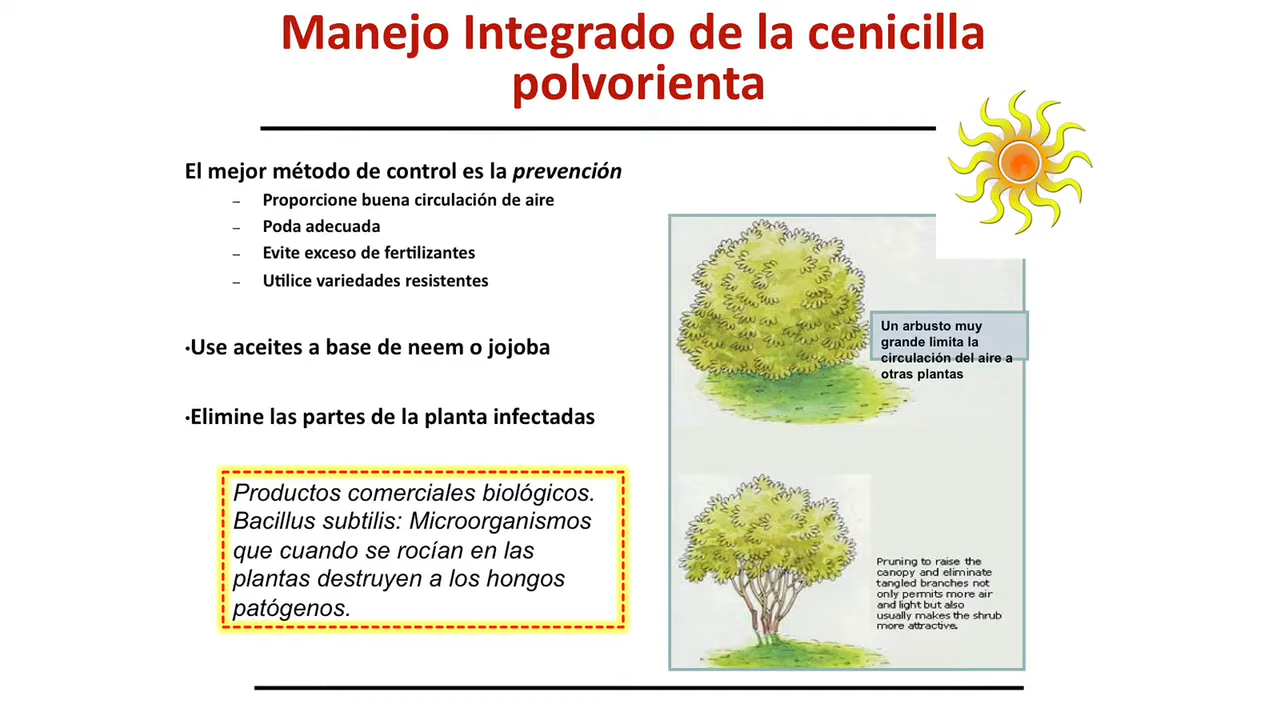 Manejo Integrado de la cenicilla
polvorienta
El mejor método de control es la prevención
– Proporcione buena circulación de aire
– Poda adecuada
– Evite exceso de fertilizantes
– Utilice variedades resistentes
•Use aceites a base de neem o jojoba
•Elimine las partes de la planta infectadas
Productos comerciales biológicos.
Bacillus subtilis: Microorganismos
que cuando se rocían en las
plantas destruyen a los hongos
patógenos.
Un arbusto muy
grande limita la
circulación del aire a
otras plantas
Pruning to raise the
canopy and eliminate
tangled branches not
only permits more air
and light but also
usually makes the shrub
more attractive.